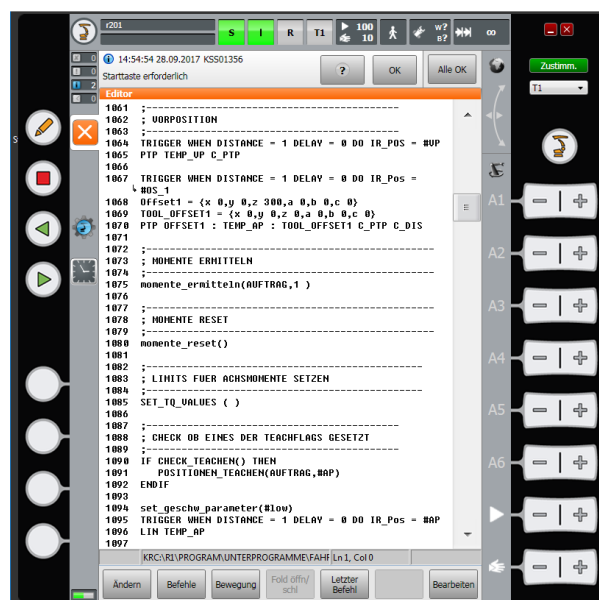 r201
S I R T1 100 10 W? B? ∞
0 14:54:54 28.09.2017 KSS01356
0 Starttaste erforderlich ? OK Alle OK
2
0
Zustimm.
T1
Editor
1061 ;----------------------------------------
1062 ; VORPOSITION
1063 ;----------------------------------------
1064 TRIGGER WHEN DISTANCE = 1 DELAY = 0 DO IR_POS = #VP
1065 PTP TEMP_VP C_PTP
1066
1067 TRIGGER WHEN DISTANCE = 1 DELAY = 0 DO IR_Pos =
#OS_1
1068 Offset1 = {x 0,y 0,z 300,a 0,b 0,c 0}
1069 TOOL_OFFSET1 = {x 0,y 0,z 0,a 0,b 0,c 0}
1070 PTP OFFSET1 : TEMP_AP : TOOL_OFFSET1 C_PTP C_DIS
1071
1072 ;----------------------------------------------
1073 ; MOMENTE ERMITTELN
1074 ;----------------------------------------------
1075 momente_ermitteln(AUFTRAG,1 )
1076
1077 ;----------------------------------------------
1078 ; MOMENTE RESET
1079 ;----------------------------------------------
1080 momente_reset()
1081
1082 ;--------------------------------------------
1083 ; LIMITS FUER ACHSMOMENTE SETZEN
1084 ;--------------------------------------------
1085 SET_TQ_VALUES ( )
1086
1087 ;----------------------------------------
1088 ; CHECK OB EINES DER TEACHFLAGS GESETZT
1089 ;----------------------------------------
1090 IF CHECK_TEACHEN() THEN
1091 POSITIONEN_TEACHEN(AUFTRAG,#AP)
1092 ENDIF
1093
1094 set_geschw_parameter(#low)
1095 TRIGGER WHEN DISTANCE = 1 DELAY = 0 DO IR_Pos = #AP
1096 LIN TEMP_AP
1097
KRC:\R1\PROGRAM\UNTERPROGRAMME\FAHF Ln 1, Col 0
Ändern Befehle Bewegung Fold öffn/ schl Letzter Befehl Bearbeiten
A1
A2
A3
A4
A5
A6
S